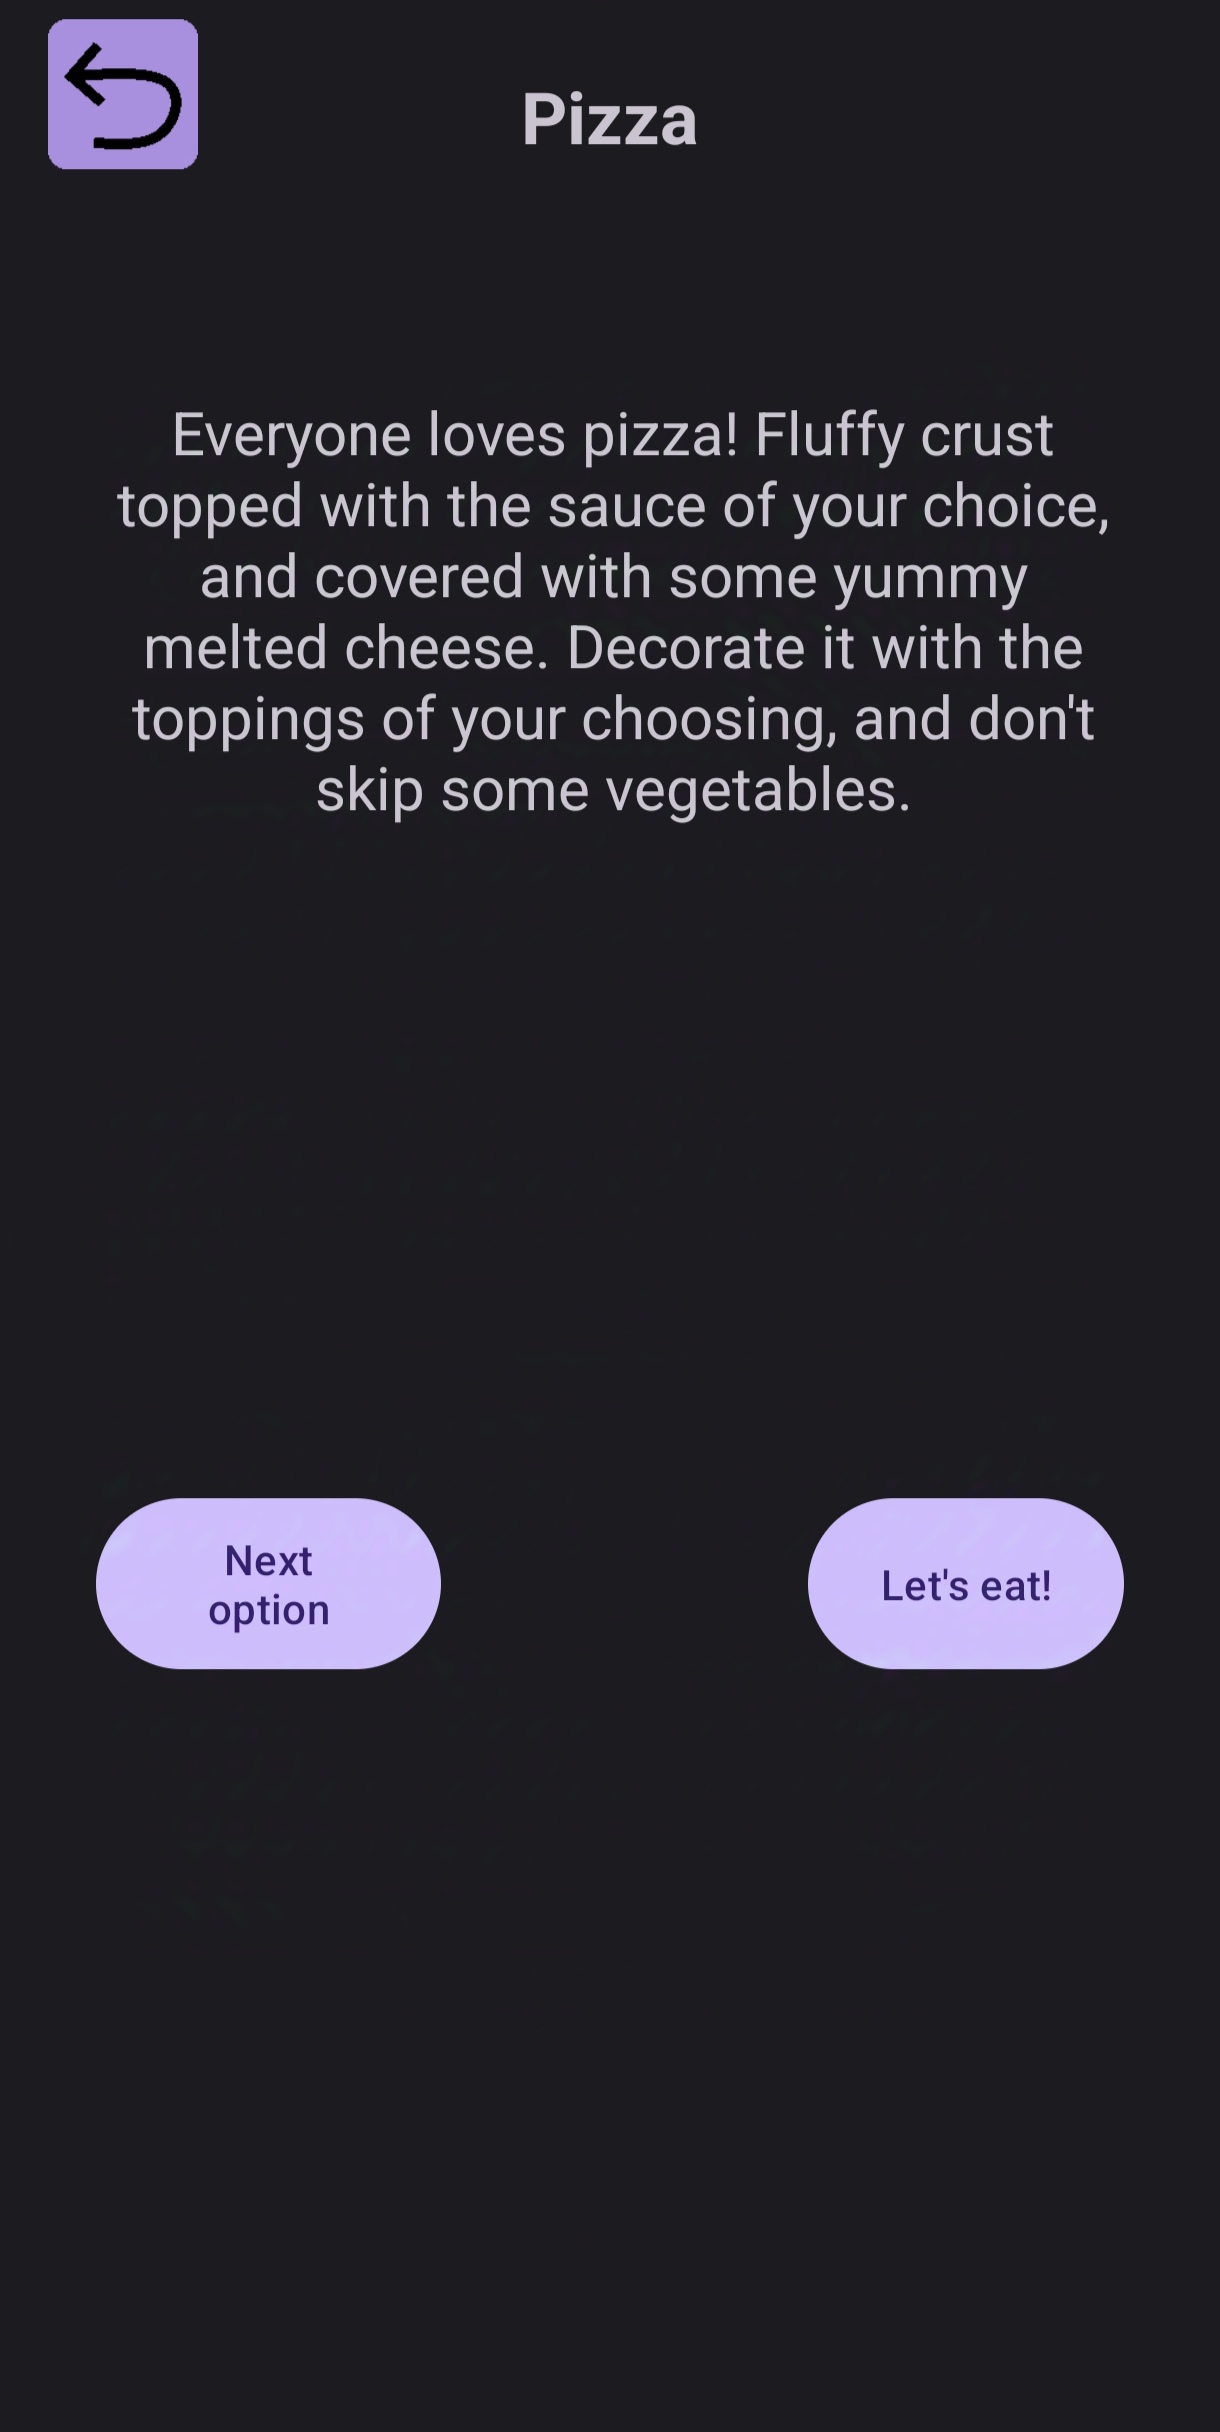 Pizza
Everyone loves pizza! Fluffy crust
topped with the sauce of your choice,
and covered with some yummy
melted cheese. Decorate it with the
toppings of your choosing, and don't
skip some vegetables.
Next
option
Let's eat!